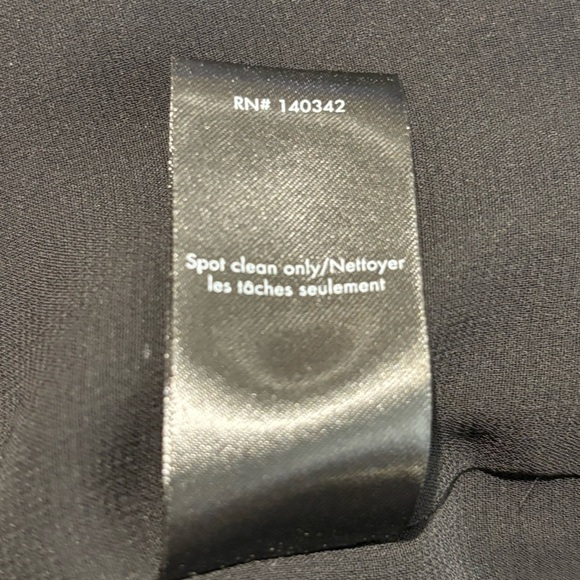 RN# 140342
Spot clean only/Nettoyer
les tâches seulement